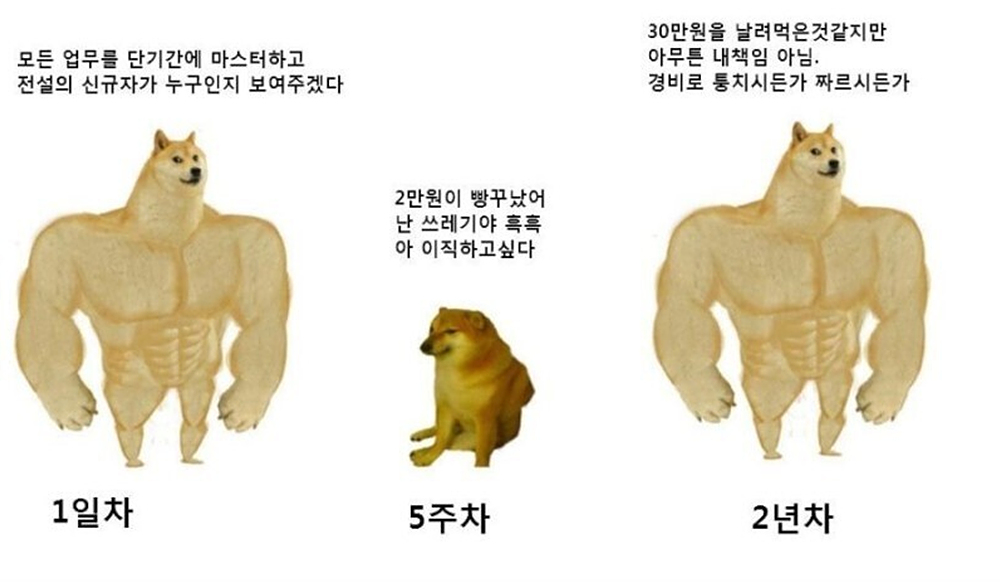 모든 업무를 단기간에 마스터하고
전설의 신규자가 누구인지 보여주겠다
2만원이 빵꾸났어
난 쓰레기야 흑흑
아 이직하고싶다
30만원을 날려먹은것같지만
아무튼 내책임 아님.
경비로 퉁치시든가 짜르시든가
1일차
5주차
2년차